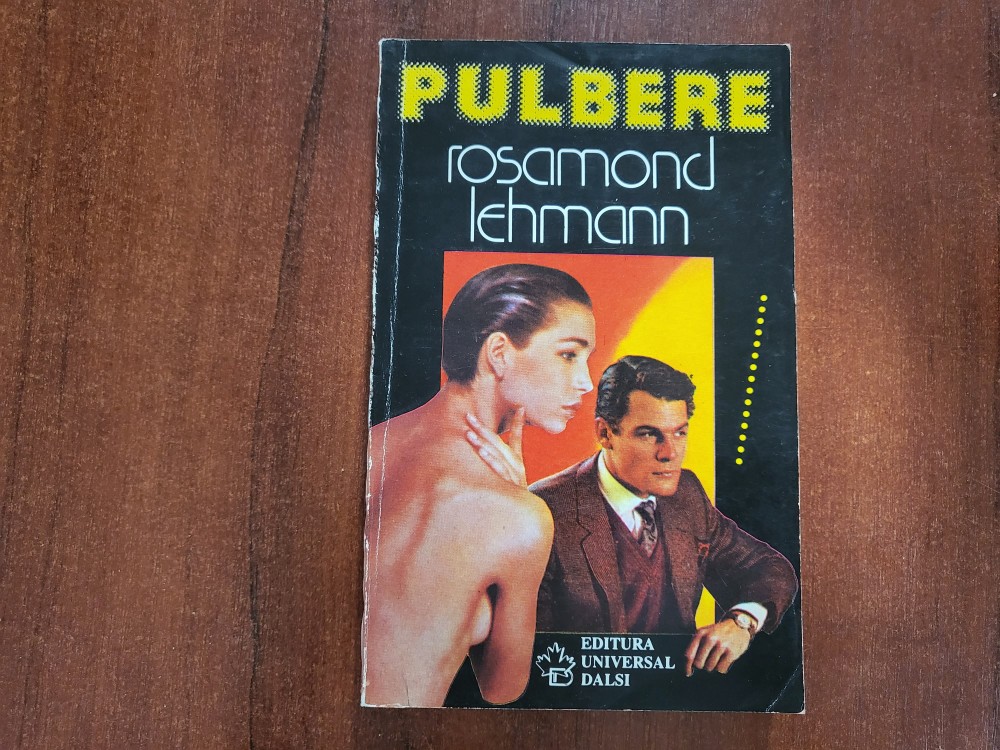 PULBERE
rosamond
lehmann
EDITURA
UNIVERSAL
DALSI